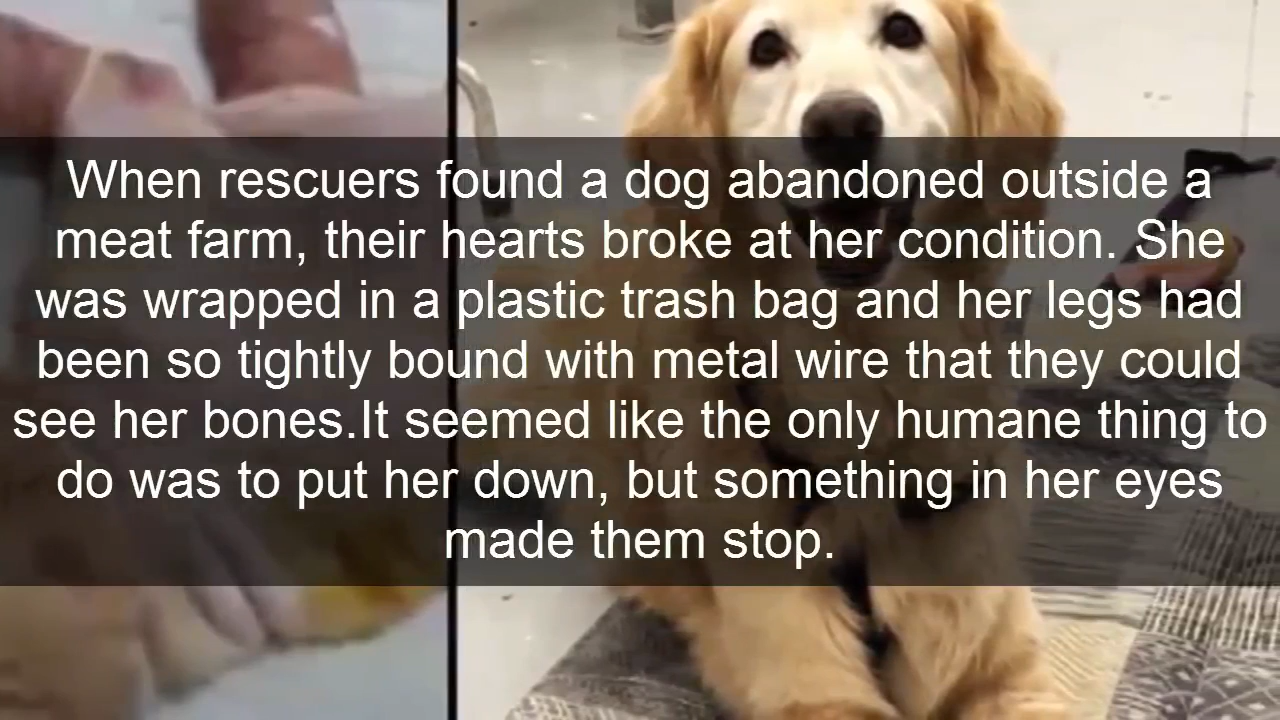 When rescuers found a dog abandoned outside a
meat farm, their hearts broke at her condition. She
was wrapped in a plastic trash bag and her legs had
been so tightly bound with metal wire that they could
see her bones.It seemed like the only humane thing to
do was to put her down, but something in her eyes
made them stop.